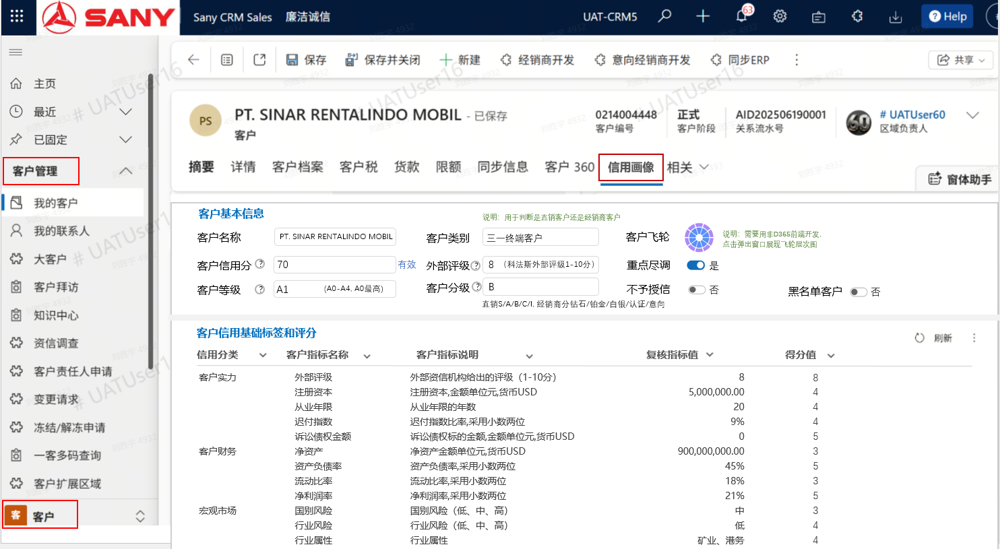 SANY
Sany CRM Sales 廉洁诚信 UAT-CRM5 63 Help
保存 保存并关闭 新建 经销商开发 意向经销商开发 同步ERP 共享
主页
最近
已固定
客户管理
我的客户
我的联系人
大客户
客户拜访
知识中心
资信调查
客户责任人申请
变更请求
冻结/解冻申请
一客多码查询
客户扩展区域
客 客户
PS PT. SINAR RENTALINDO MOBIL - 已保存
客户
0214004448 正式 AID202506190001 # UATUser60
客户编号 客户阶段 关系流水号 区域负责人
摘要 详情 客户档案 客户税 货款 限额 同步信息 客户 360 信用画像 相关
窗体助手
客户基本信息
说明：用于判断是直销客户还是经销商客户
客户名称 PT. SINAR RENTALINDO MOBIL 客户类别 三一终端客户 客户飞轮
说明：需要用非D365前端开发,
点击弹出窗口展现飞轮层次图
客户信用分 ? 70 有效 外部评级 ? 8 （科法斯外部评级1-10分） 重点尽调 是
客户等级 ? A1 (A0-A4, A0最高) 客户分级 ? B 不予授信 否 黑名单客户 否
直销S/A/B/C/I, 经销商分钻石/铂金/白银/认证/意向
客户信用基础标签和评分 刷新
信用分类 客户指标名称 客户指标说明 复核指标值 得分值
客户实力 外部评级 外部资信机构给出的评级（1-10分） 8 8
注册资本 注册资本,金额单位元,货币USD 5,000,000.00 4
从业年限 从业年限的年数 20 4
迟付指数 迟付指数比率,采用小数两位 9% 4
诉讼债权金额 诉讼债权标的金额,金额单位元,货币USD 0 5
客户财务 净资产 净资产金额单位元,货币USD 900,000,000.00 3
资产负债率 资产负债率,采用小数两位 45% 5
流动比率 流动比率,采用小数两位 18% 3
净利润率 净利润率,采用小数两位 21% 5
宏观市场 国别风险 国别风险（低、中、高） 中 3
行业风险 行业风险（低、中、高） 低 4
行业属性 行业属性 矿业、港务 4
# UATUser16